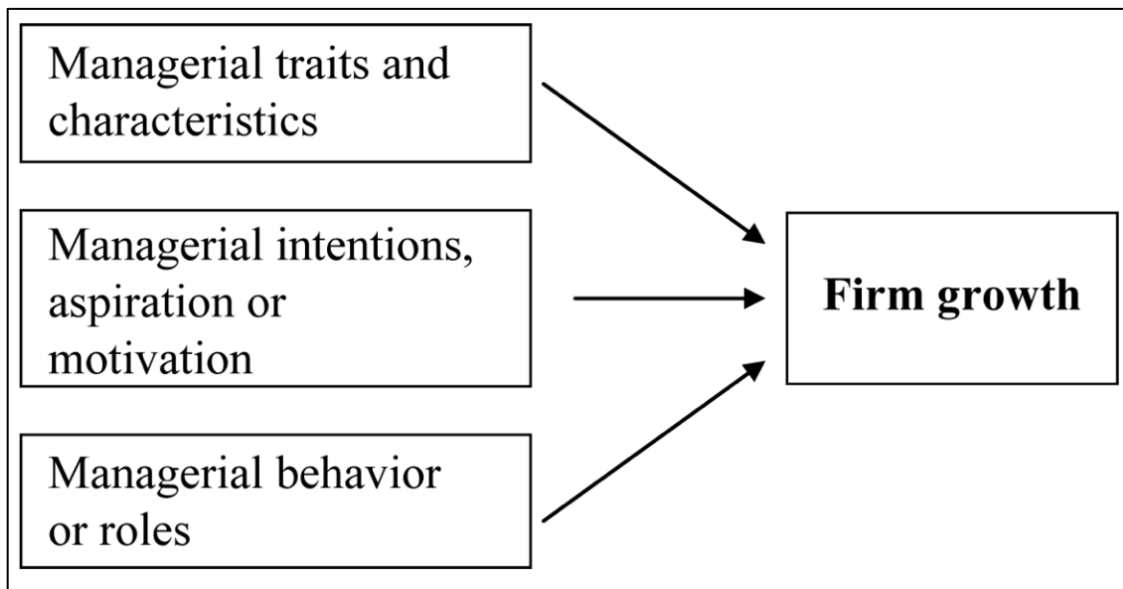 Managerial traits and
characteristics
Managerial intentions,
aspiration or
motivation
Firm growth
Managerial behavior
or roles